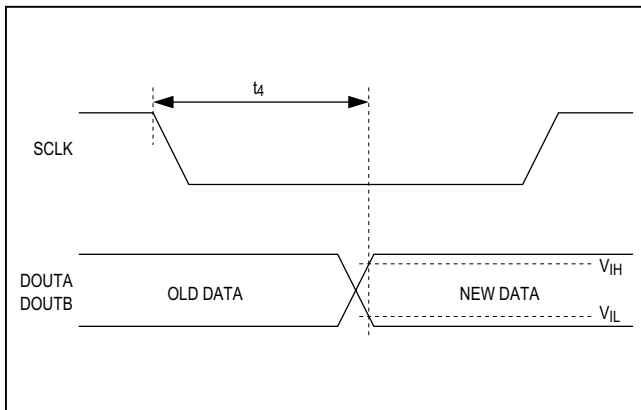 t4
SCLK
DOUTA
DOUTB
OLD DATA
NEW DATA
VIH
VIL